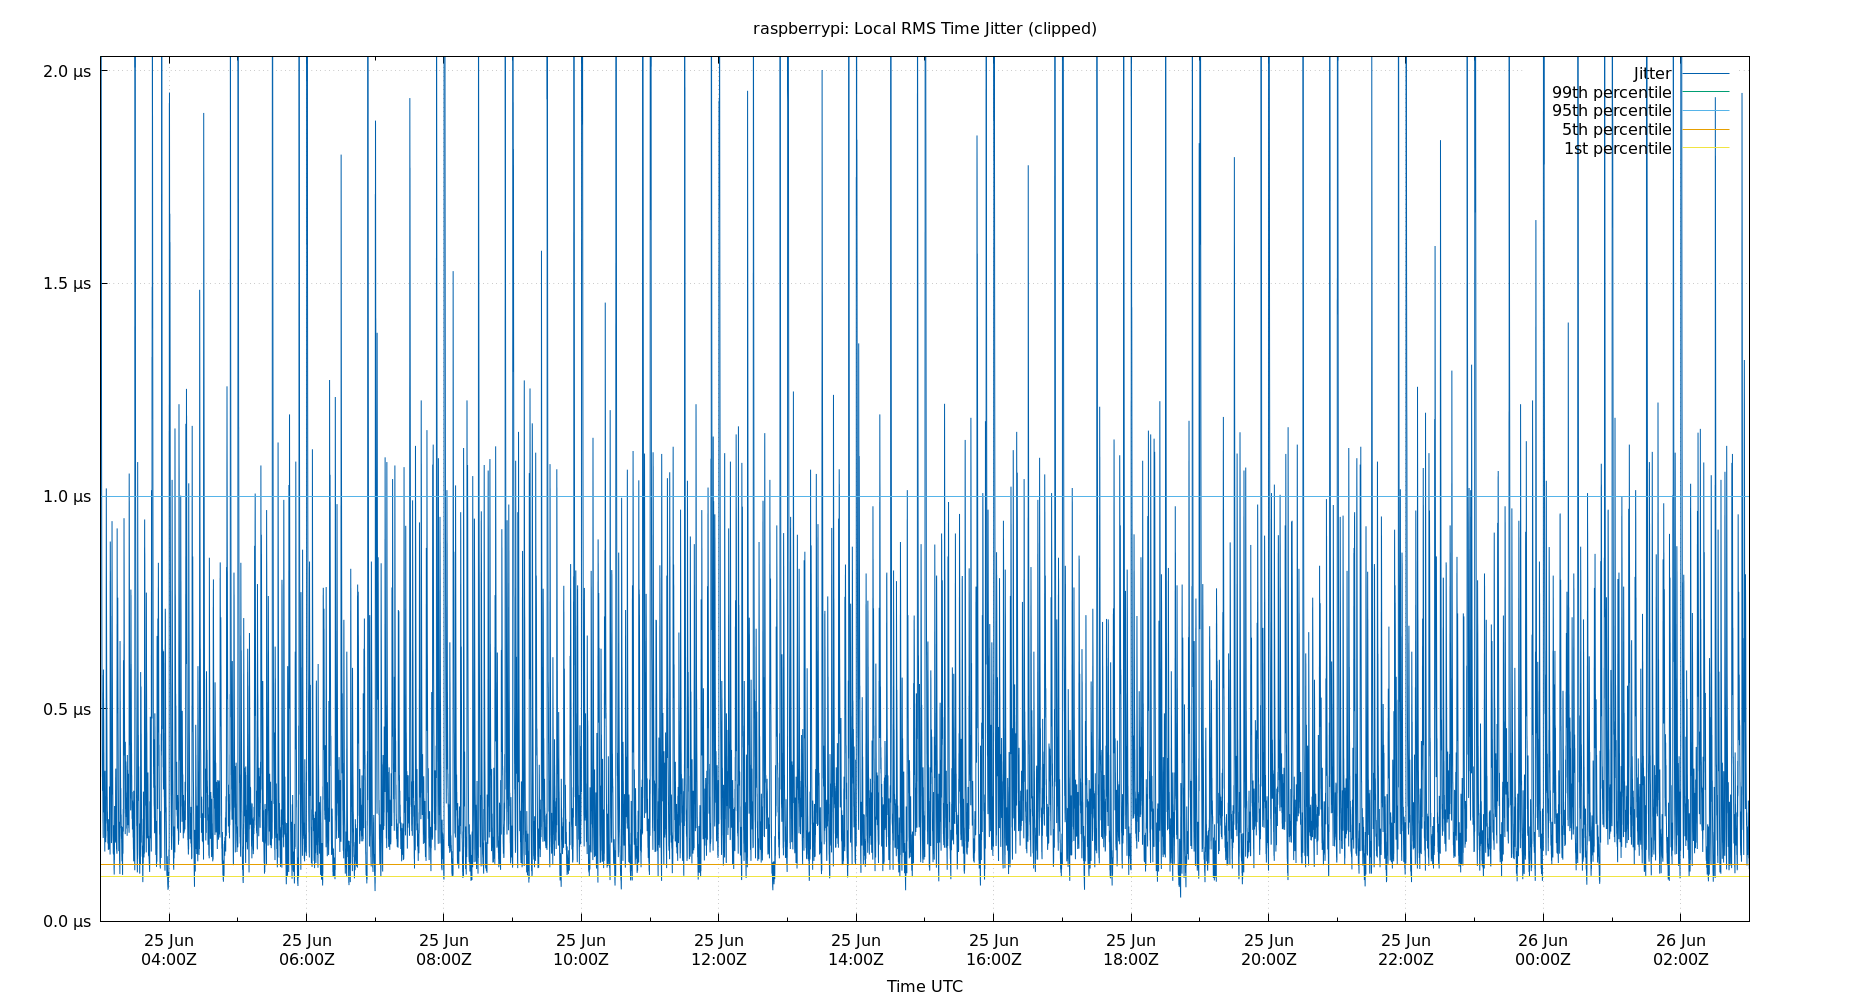 raspberrypi: Local RMS Time Jitter (clipped)
2.0 μs
1.5 μs
1.0 μs
0.5 μs
0.0 μs
Jitter
99th percentile
95th percentile
5th percentile
1st percentile
25 Jun 25 Jun 25 Jun 25 Jun 25 Jun 25 Jun 25 Jun 25 Jun 25 Jun 25 Jun 26 Jun 26 Jun
04:00Z 06:00Z 08:00Z 10:00Z 12:00Z 14:00Z 16:00Z 18:00Z 20:00Z 22:00Z 00:00Z 02:00Z
Time UTC